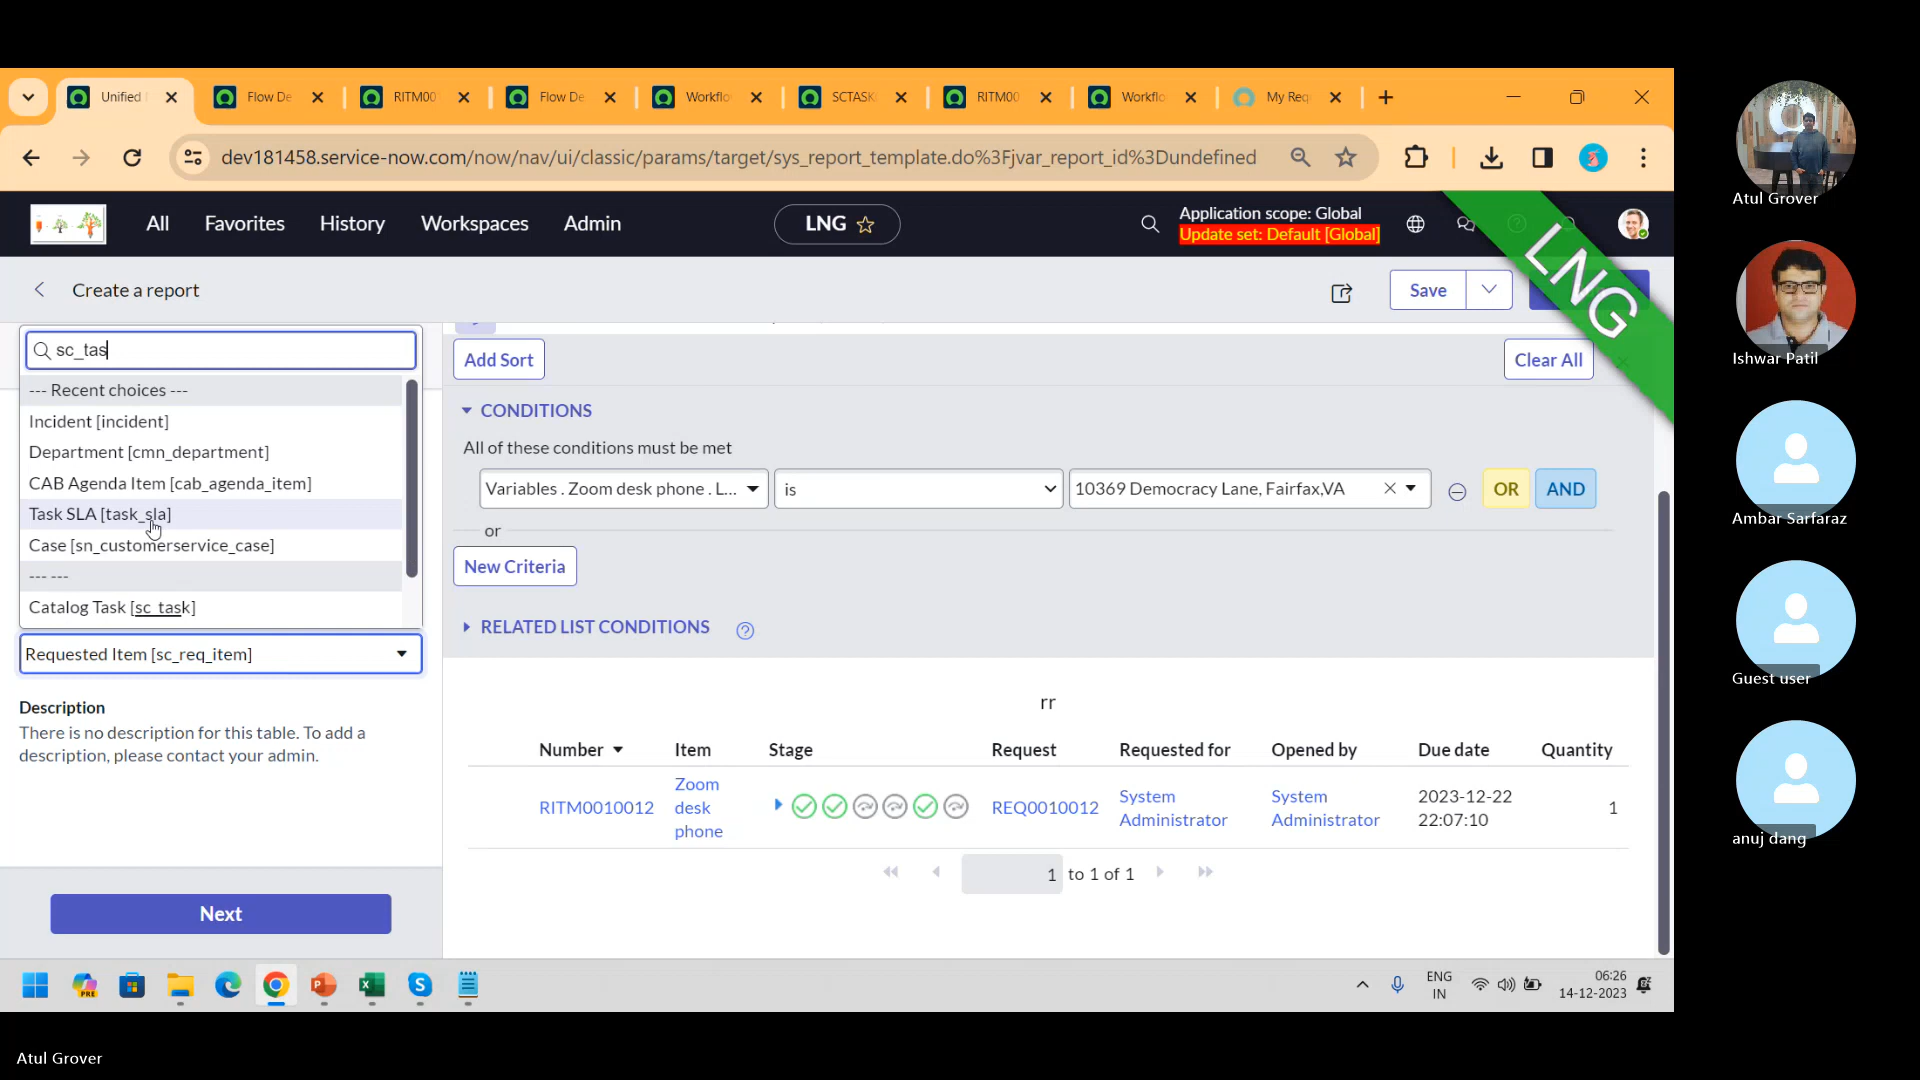 Unified
Flow De
RITM00
Flow De
Workflo
SCTASK
RITM00
Workflo
My Req
dev181458.service-now.com/now/nav/ui/classic/params/target/sys_report_template.do%3Fjvar_report_id%3Dundefined
All
Favorites
History
Workspaces
Admin
LNG
Application scope: Global
Update set: Default [Global]
LNG
Create a report
Save
sc_tas
--- Recent choices ---
Incident [incident]
Department [cmn_department]
CAB Agenda Item [cab_agenda_item]
Task SLA [task_sla]
Case [sn_customerservice_case]
--- ---
Catalog Task [sc_task]
Requested Item [sc_req_item]
Description
There is no description for this table. To add a
description, please contact your admin.
Next
Add Sort
Clear All
CONDITIONS
All of these conditions must be met
Variables . Zoom desk phone . L...
is
10369 Democracy Lane, Fairfax,VA
OR
AND
or
New Criteria
RELATED LIST CONDITIONS
rr
Number Item Stage Request Requested for Opened by Due date Quantity
RITM0010012 Zoom desk phone REQ0010012 System Administrator System Administrator 2023-12-22 22:07:10 1
1 to 1 of 1
PRE
ENG
IN
06:26
14-12-2023
Atul Grover
Ishwar Patil
Ambar Sarfaraz
Guest user
anuj dang
Atul Grover